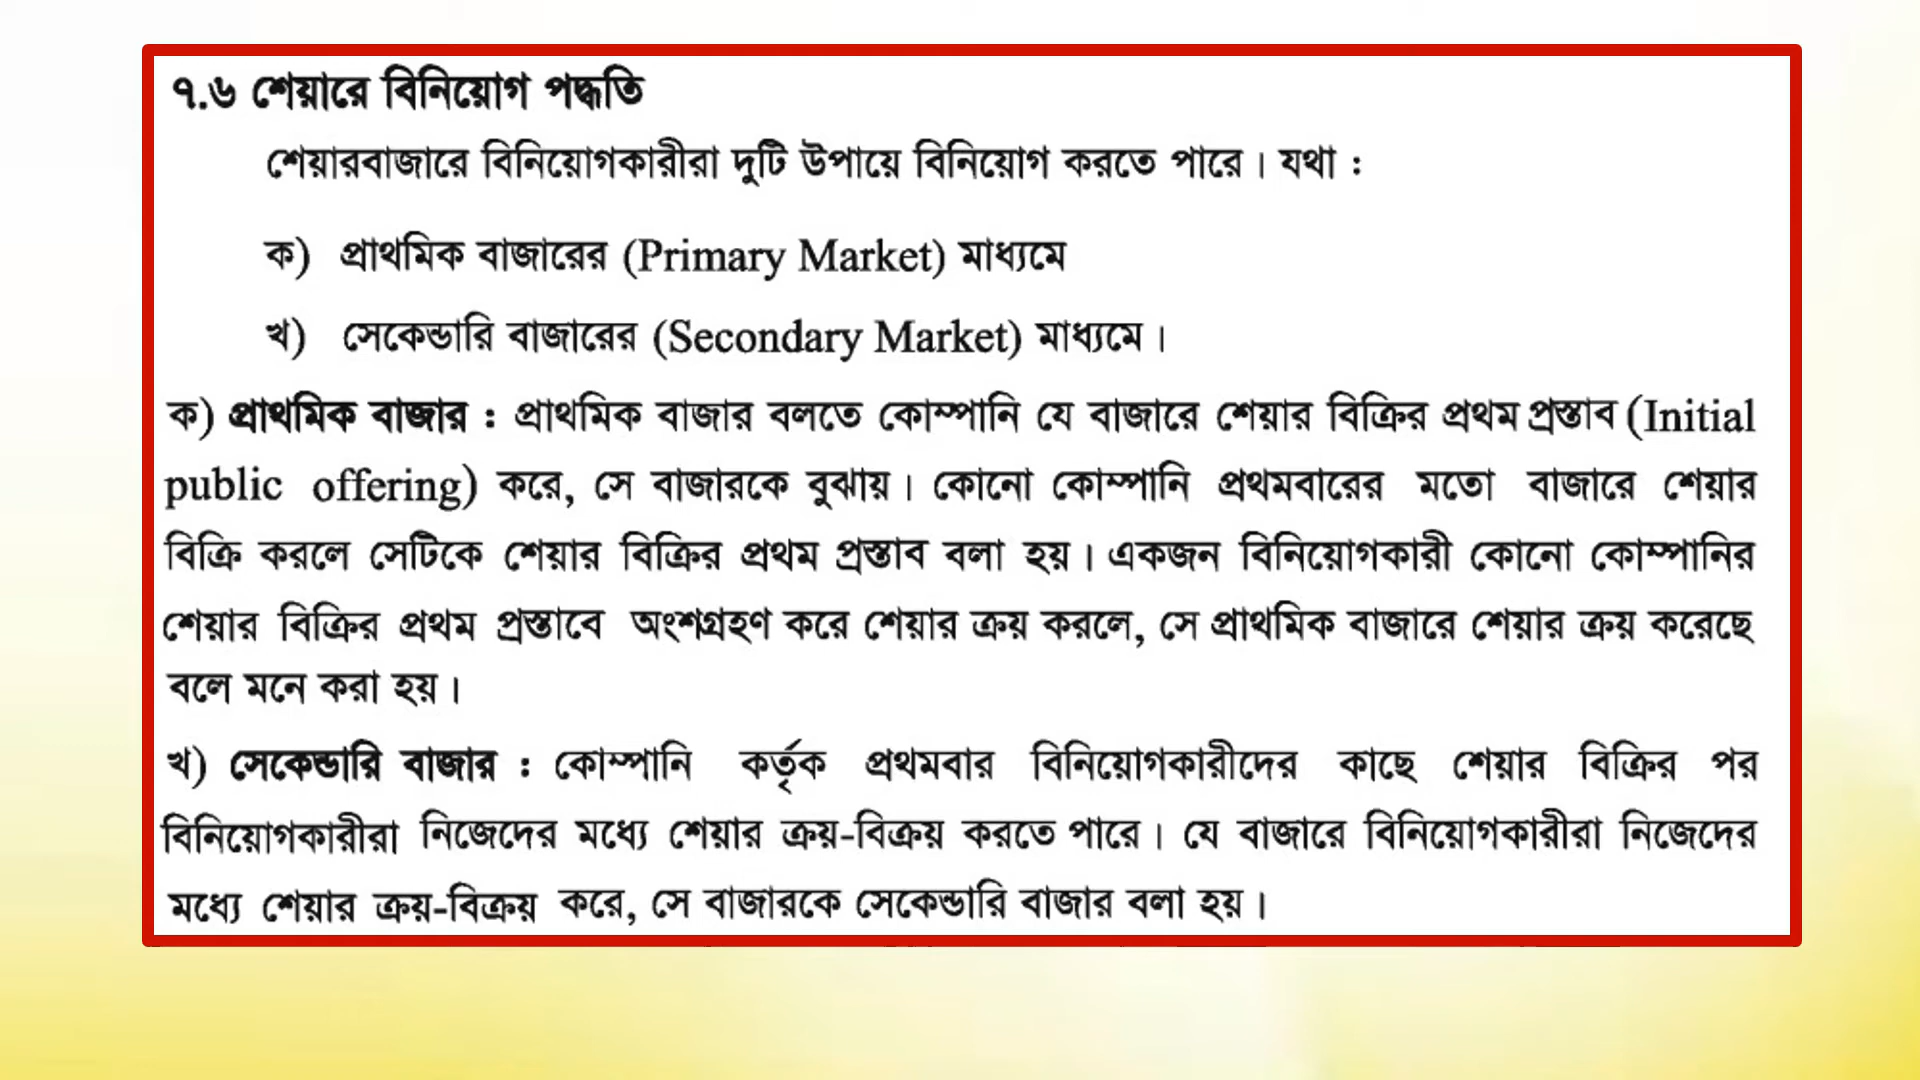 ৭.৬ শেয়ারে বিনিয়োগ পদ্ধতি
শেয়ারবাজারে বিনিয়োগকারীরা দুটি উপায়ে বিনিয়োগ করতে পারে। যথা :
ক) প্রাথমিক বাজারের (Primary Market) মাধ্যমে
খ) সেকেন্ডারি বাজারের (Secondary Market) মাধ্যমে।
ক) প্রাথমিক বাজার : প্রাথমিক বাজার বলতে কোম্পানি যে বাজারে শেয়ার বিক্রির প্রথম প্রস্তাব (Initial
public offering) করে, সে বাজারকে বুঝায়। কোনো কোম্পানি প্রথমবারের মতো বাজারে শেয়ার
বিক্রি করলে সেটিকে শেয়ার বিক্রির প্রথম প্রস্তাব বলা হয়। একজন বিনিয়োগকারী কোনো কোম্পানির
শেয়ার বিক্রির প্রথম প্রস্তাবে অংশগ্রহণ করে শেয়ার ক্রয় করলে, সে প্রাথমিক বাজারে শেয়ার ক্রয় করেছে
বলে মনে করা হয়।
খ) সেকেন্ডারি বাজার : কোম্পানি কর্তৃক প্রথমবার বিনিয়োগকারীদের কাছে শেয়ার বিক্রির পর
বিনিয়োগকারীরা নিজেদের মধ্যে শেয়ার ক্রয়-বিক্রয় করতে পারে। যে বাজারে বিনিয়োগকারীরা নিজেদের
মধ্যে শেয়ার ক্রয়-বিক্রয় করে, সে বাজারকে সেকেন্ডারি বাজার বলা হয়।